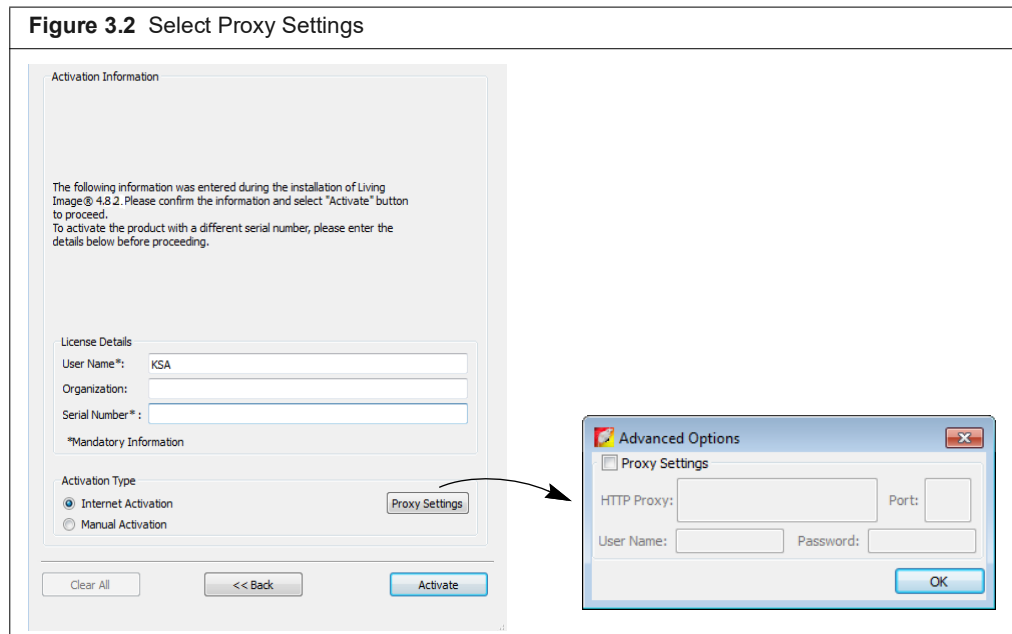 Figure 3.2 Select Proxy Settings
Activation Information
The following information was entered during the installation of Living
Image® 4.8.2. Please confirm the information and select "Activate" button
to proceed.
To activate the product with a different serial number, please enter the
details below before proceeding.
License Details
User Name*: KSA
Organization:
Serial Number* :
*Mandatory Information
Activation Type
Internet Activation
Proxy Settings
Manual Activation
Clear All
<< Back
Activate
Advanced Options
Proxy Settings
HTTP Proxy:
Port:
User Name:
Password:
OK